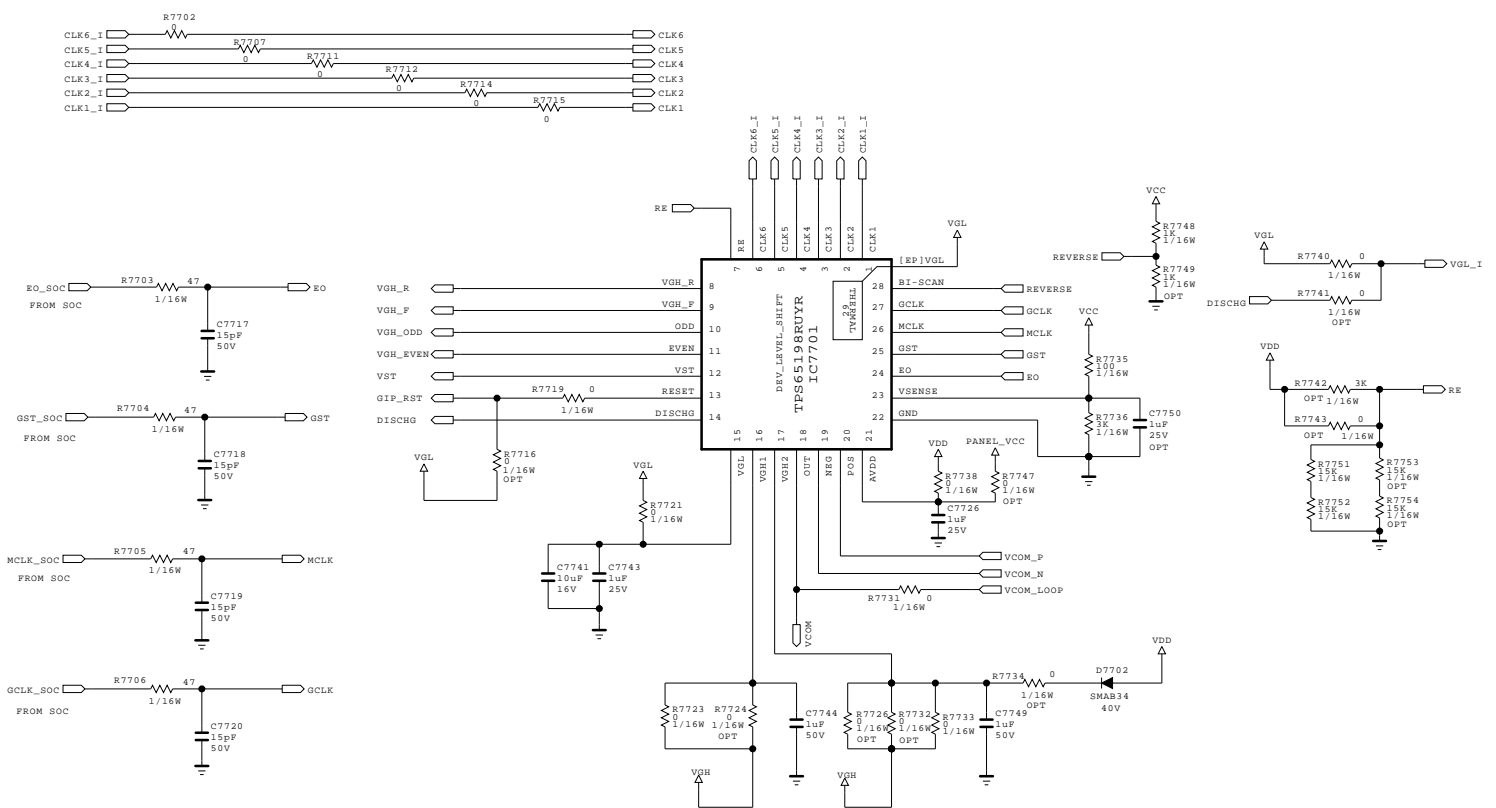 R7702
0
CLK6_I
CLK6
R7707
0
CLK5_I
CLK5
R7711
0
CLK4_I
CLK4
R7712
0
CLK3_I
CLK3
R7714
0
CLK2_I
CLK2
R7715
0
CLK1_I
CLK1
CLK6_I
CLK5_I
CLK4_I
CLK3_I
CLK2_I
CLK1_I
RE
RE
CLK6
CLK5
CLK4
CLK3
CLK2
CLK1
7
6
5
4
3
2
1
VGL
[EP]VGL
THERMAL
29
DEV_LEVEL_SHIFT
TPS65198RUYR
IC7701
VGH_R
VGH_R
8
VGH_F
VGH_F
9
VGH_ODD
ODD
10
VGH_EVEN
EVEN
11
VST
VST
12
GIP_RST
R7719
0
1/16W
RESET
13
DISCHG
DISCHG
14
28
BI-SCAN
REVERSE
27
GCLK
GCLK
26
MCLK
MCLK
25
GST
GST
24
EO
EO
23
VSENSE
22
GND
15
16
17
18
19
20
21
VGL
VGH1
VGH2
OUT
NEG
POS
AVDD
VCC
R7735
100
1/16W
R7736
3K
1/16W
C7750
1uF
25V
OPT
VCC
R7748
1K
1/16W
REVERSE
R7749
1K
1/16W
OPT
VGL
R7740
0
1/16W
VGL_I
DISCHG
R7741
0
1/16W
OPT
VDD
R7742
3K
OPT
1/16W
RE
R7743
0
OPT
1/16W
R7751
15K
1/16W
R7752
15K
1/16W
R7753
15K
1/16W
OPT
R7754
15K
1/16W
OPT
EO_SOC
R7703
47
1/16W
EO
FROM SOC
C7717
15pF
50V
GST_SOC
R7704
47
1/16W
GST
FROM SOC
C7718
15pF
50V
MCLK_SOC
R7705
47
1/16W
MCLK
FROM SOC
C7719
15pF
50V
GCLK_SOC
R7706
47
1/16W
GCLK
FROM SOC
C7720
15pF
50V
VGL
R7716
0
1/16W
OPT
VGL
R7721
0
1/16W
C7741
10uF
16V
C7743
1uF
25V
VDD
PANEL_VCC
R7738
0
1/16W
R7747
0
1/16W
OPT
C7726
1uF
25V
VCOM_P
VCOM_N
VCOM_LOOP
R7731
0
1/16W
VCOM
R7723
0
1/16W
R7724
0
1/16W
OPT
C7744
1uF
50V
VGH
R7726
0
1/16W
OPT
R7732
0
1/16W
OPT
R7733
0
1/16W
C7749
1uF
50V
VGH
R7734
0
1/16W
OPT
D7702
SMAB34
40V
VDD